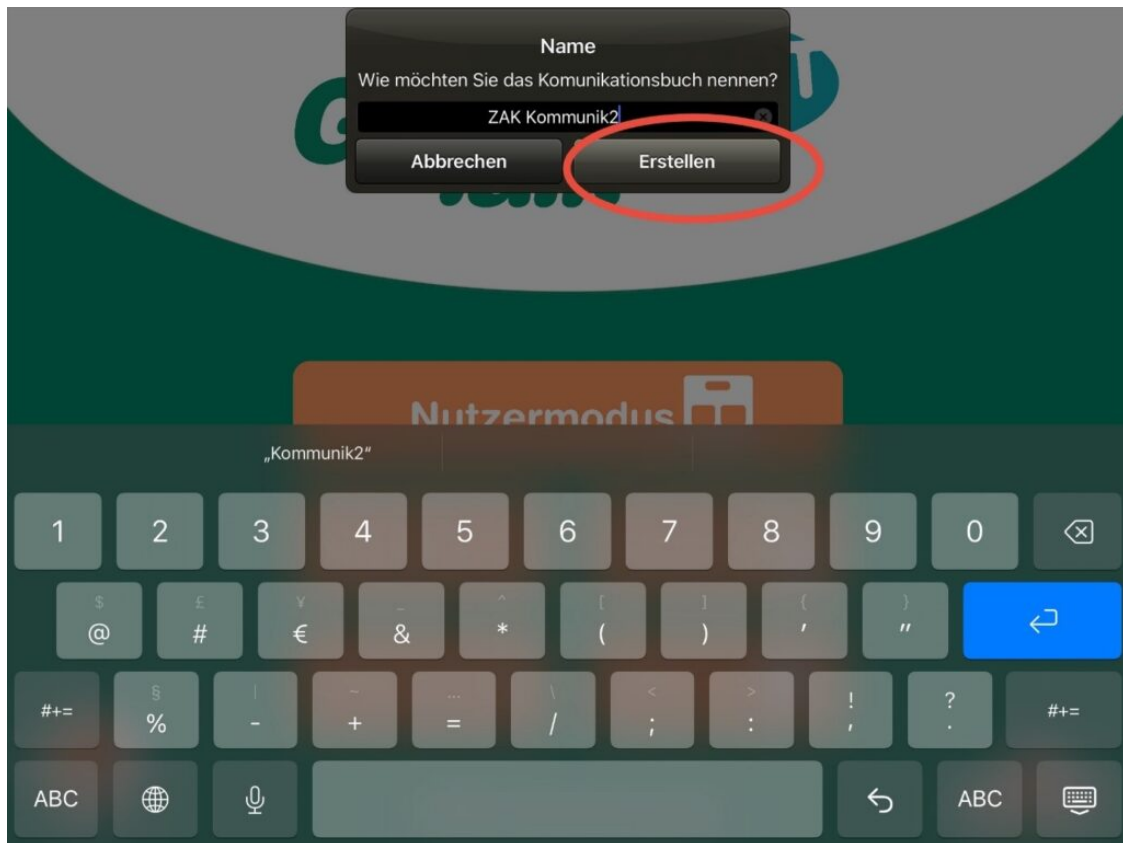 Name
Wie möchten Sie das Komunikationsbuch nennen?
ZAK Kommunik2
Abbrechen Erstellen
Nutzermodus
„Kommunik2“
1 2 3 4 5 6 7 8 9 0
$ £ ¥ _ ^ [ ] { }
@ # € & * ( ) ' "
§ | ~ ... \ < > ! ?
#+= % - + = / ; : , . #+=
ABC ABC